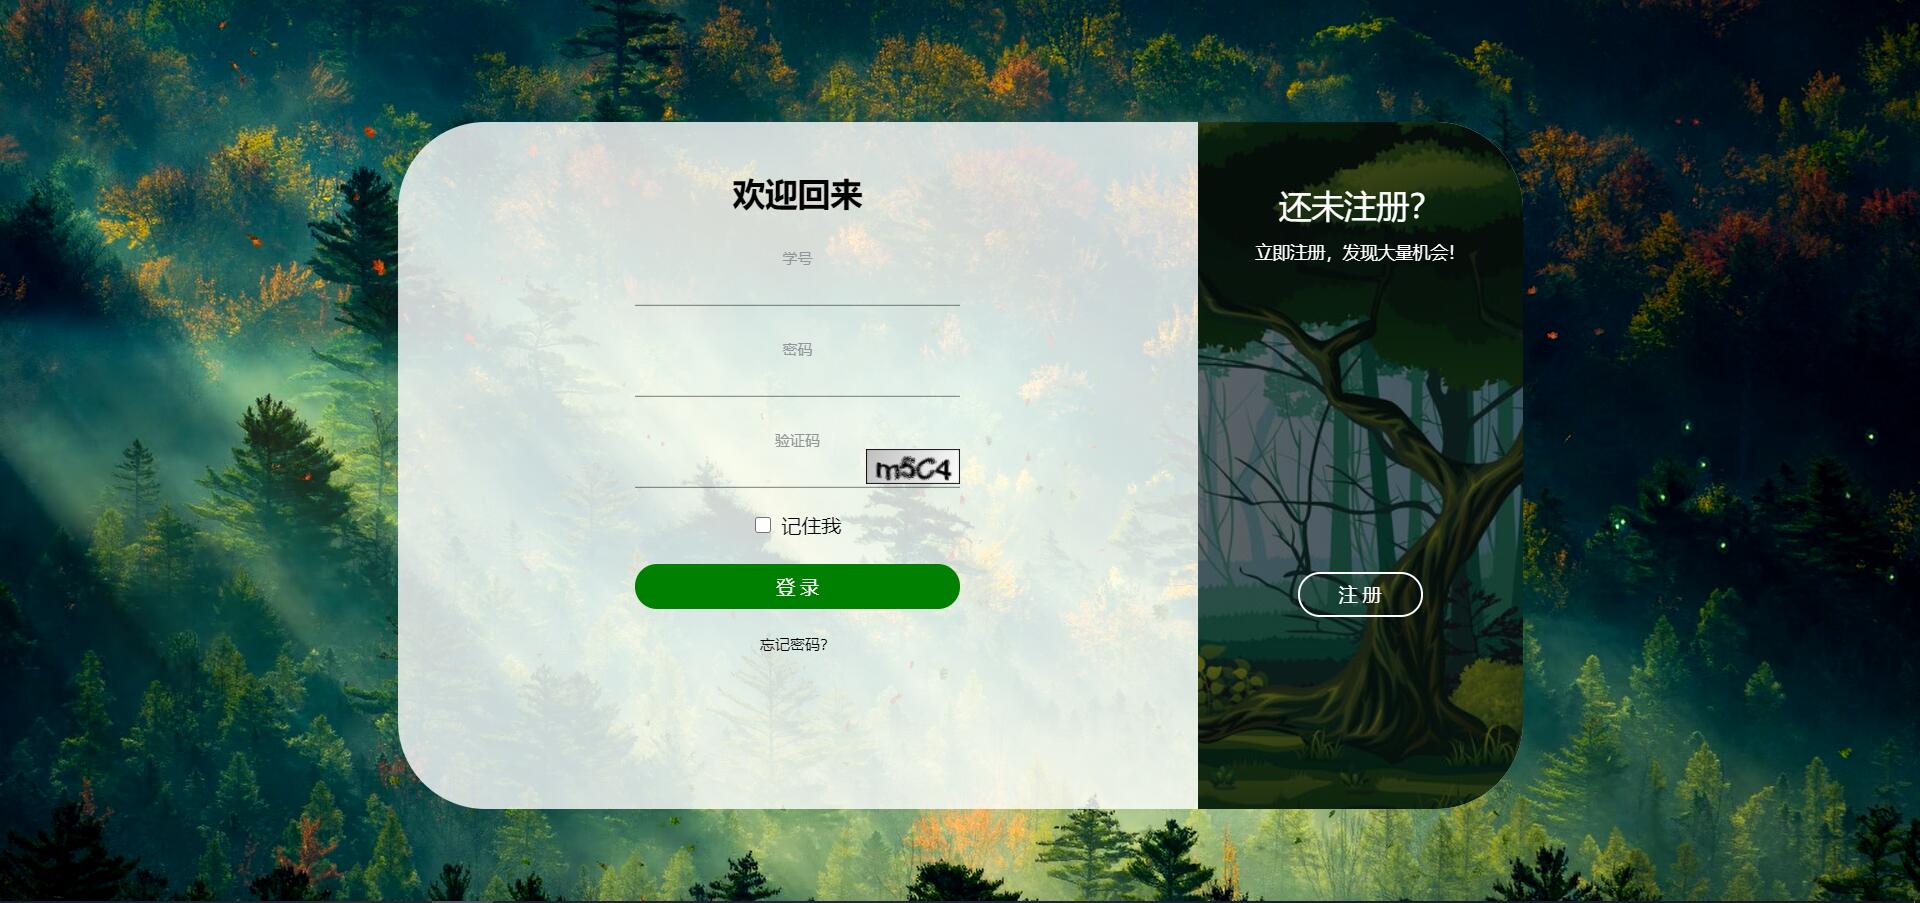 欢迎回来
学号
密码
验证码
m5C4
记住我
登录
忘记密码?
还未注册?
立即注册，发现大量机会!
注册